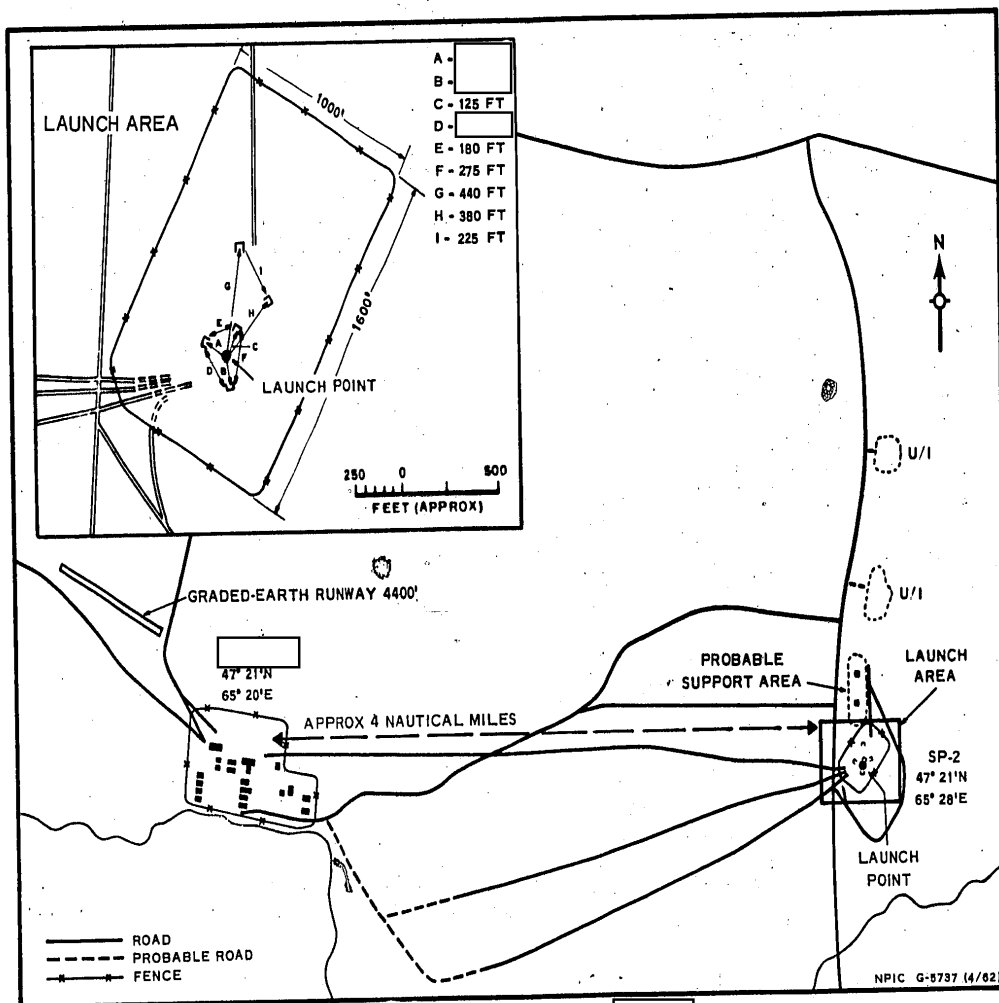 LAUNCH AREA
1000'
A -
B -
C - 125 FT
D -
E - 180 FT
F - 275 FT
G - 440 FT
H - 380 FT
I - 225 FT
G
I
H
E
A
C
F
D
B
1600'
LAUNCH POINT
250 0 500
FEET (APPROX)
N
U/I
U/I
GRADED-EARTH RUNWAY 4400'
47° 21'N
65° 20'E
APPROX 4 NAUTICAL MILES
PROBABLE
SUPPORT AREA
LAUNCH
AREA
SP-2
47° 21'N
65° 28'E
LAUNCH
POINT
ROAD
PROBABLE ROAD
FENCE
NPIC G-5737 (4/62)